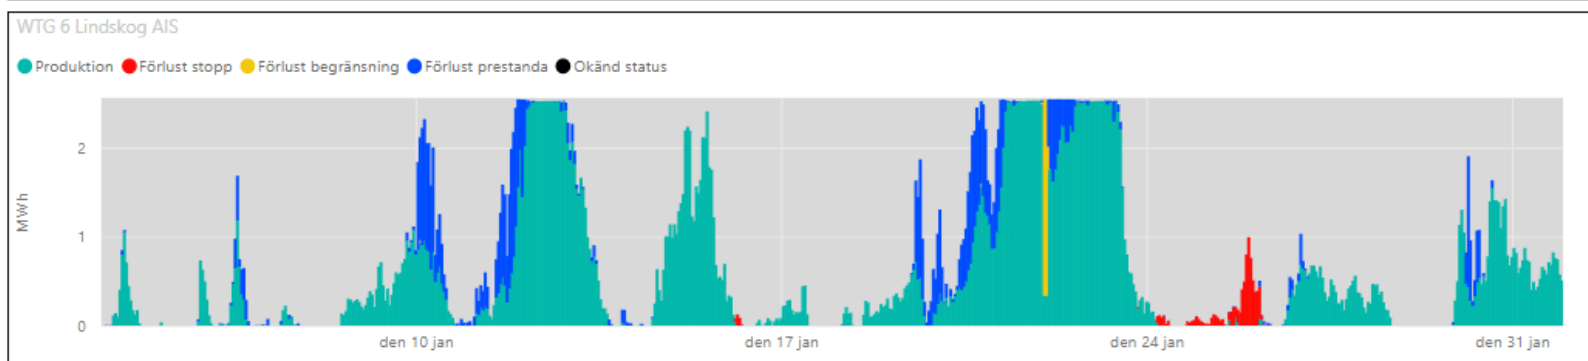 WTG 6 Lindskog AIS
Produktion Förlust stopp Förlust begränsning Förlust prestanda Okänd status
MWh
2
1
0
den 10 jan den 17 jan den 24 jan den 31 jan